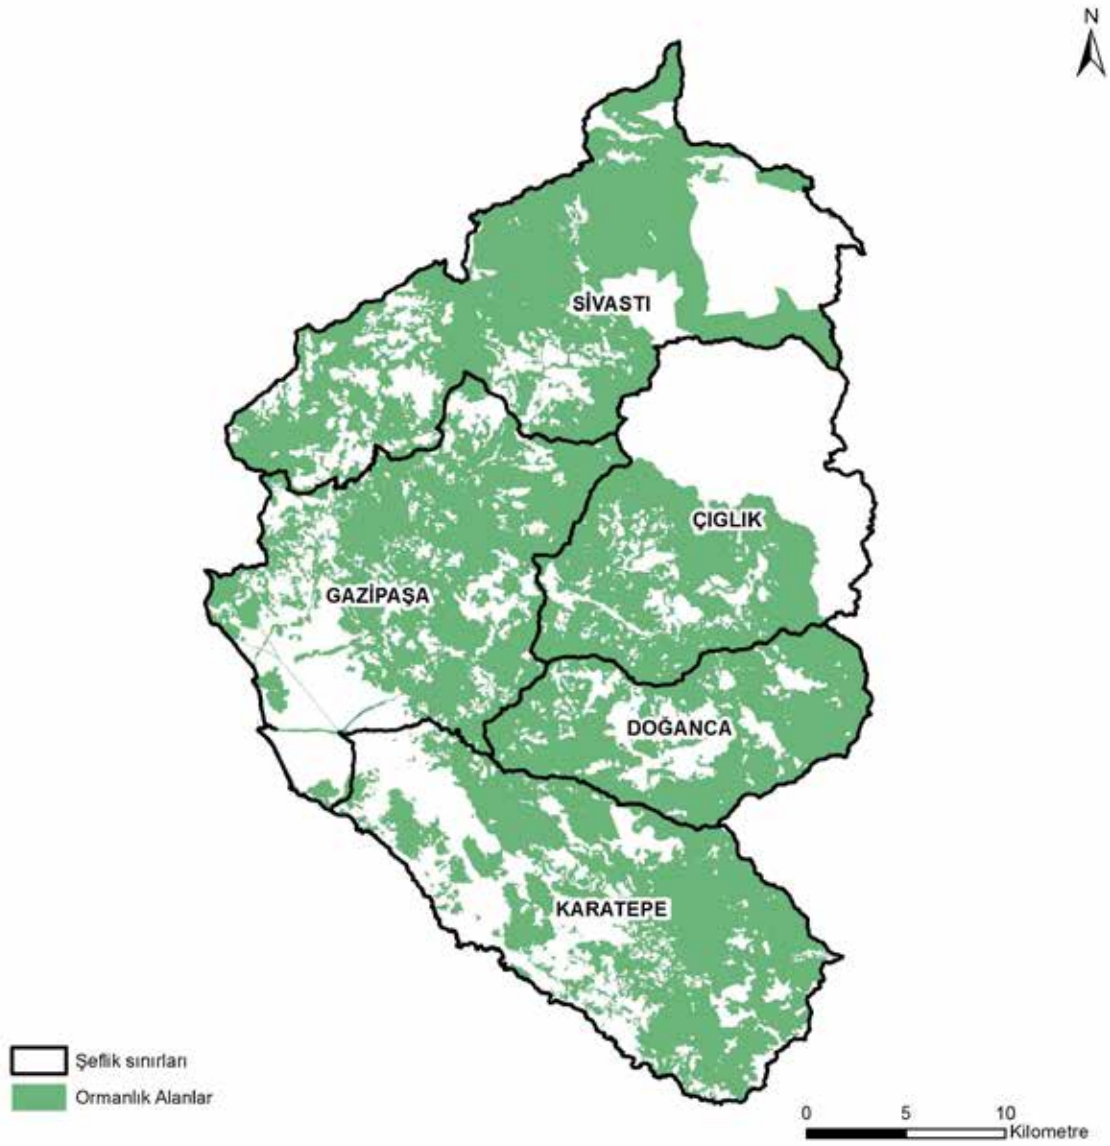 N
SİVASTI
ÇIGLIK
GAZİPAŞA
DOĞANCA
KARATEPE
Şeflik sınırları
Ormanlık Alanlar
0 5 10
Kilometre